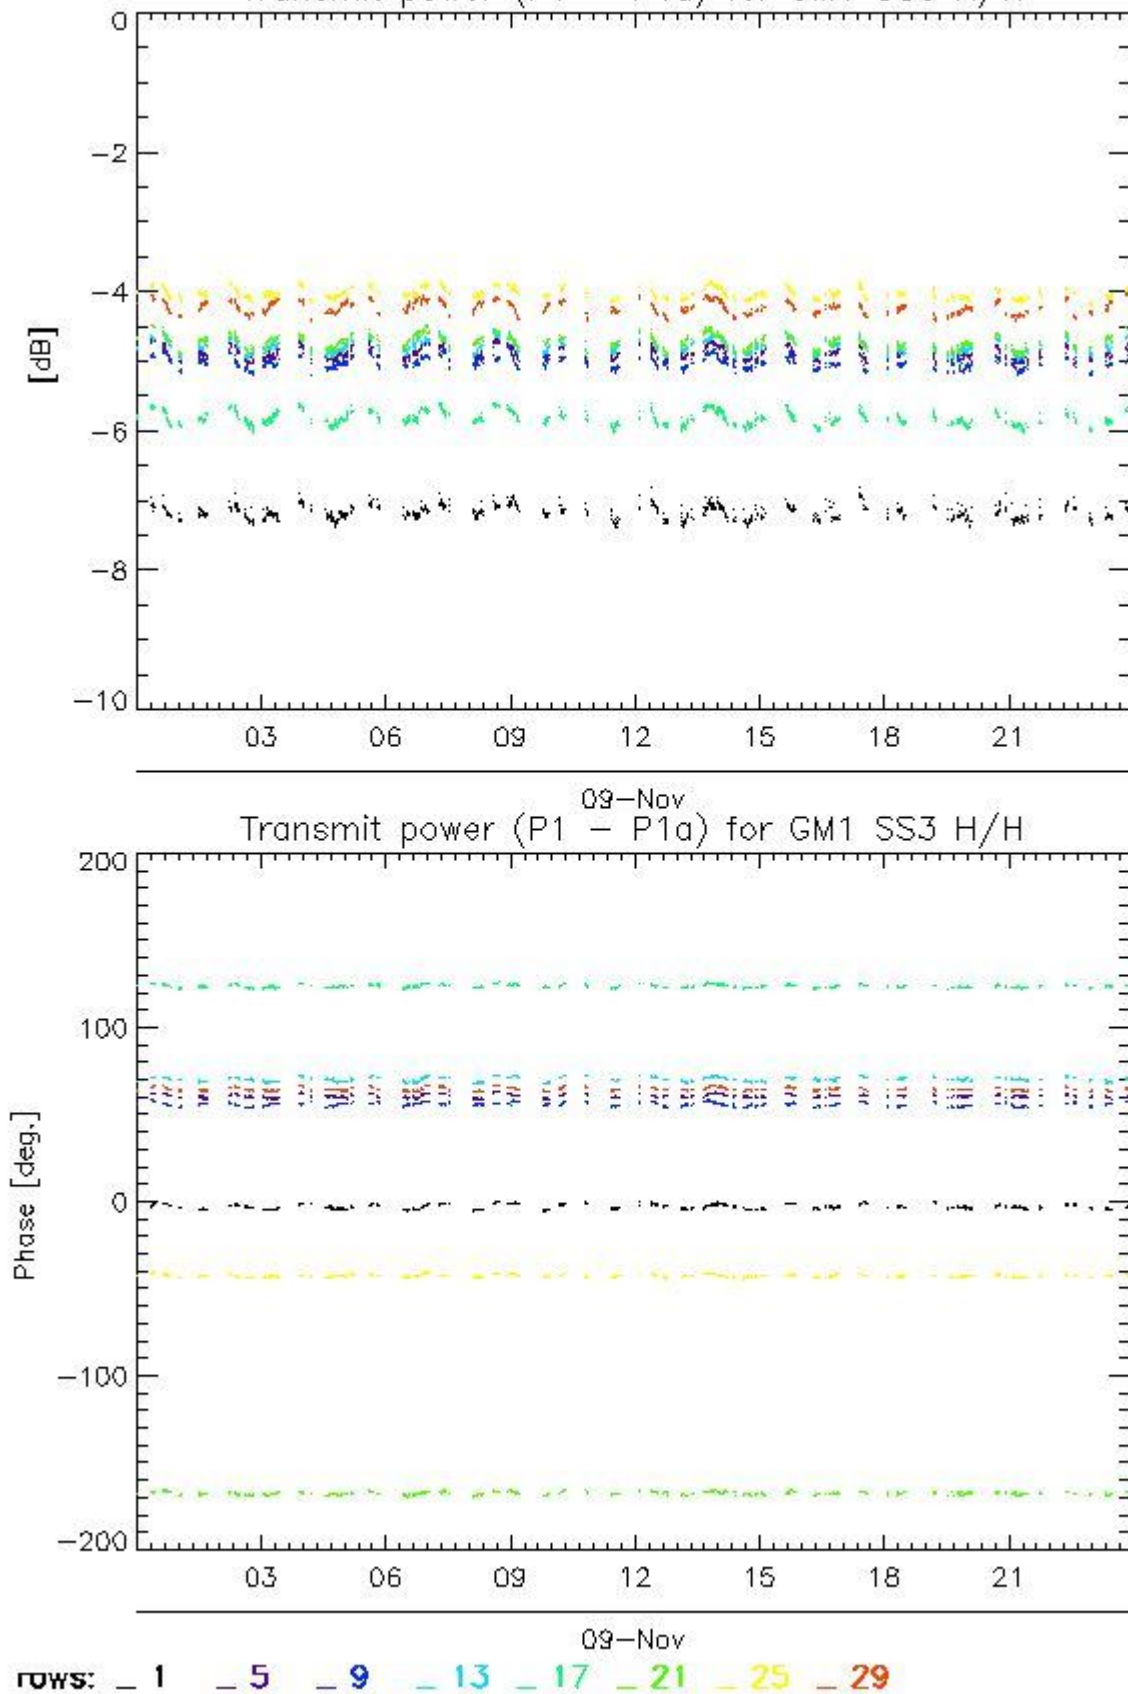 0
−2
−4
[dB]
−6
−8
−10
03 06 09 12 15 18 21
09−Nov
Transmit power (P1 − P1a) for GM1 SS3 H/H
200
100
0
Phase [deg.]
−100
−200
03 06 09 12 15 18 21
09−Nov
rows: _ 1 _ 5 _ 9 _ 13 _ 17 _ 21 _ 25 _ 29